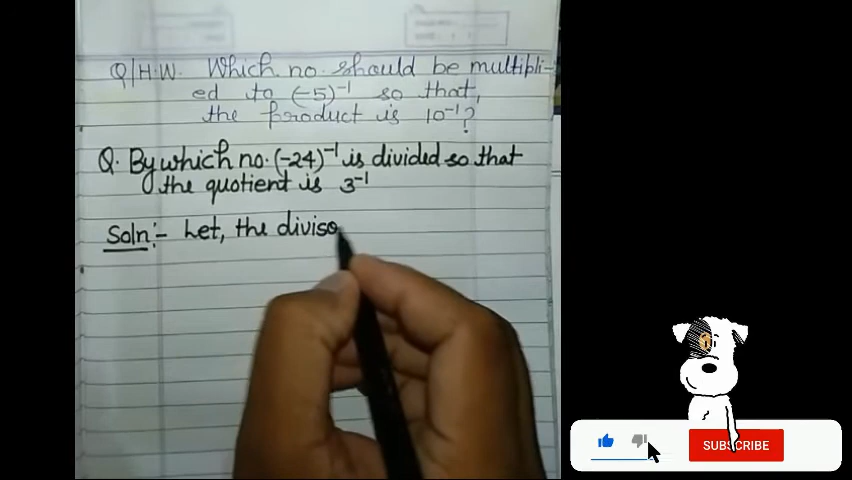 Q/H.W. Which no. should be multipli-
ed to (-5)⁻¹ so that,
the product is 10⁻¹?
Q. By which no. (-24)⁻¹ is divided so that
the quotient is 3⁻¹
Soln:- Let, the diviso
SUBSCRIBE